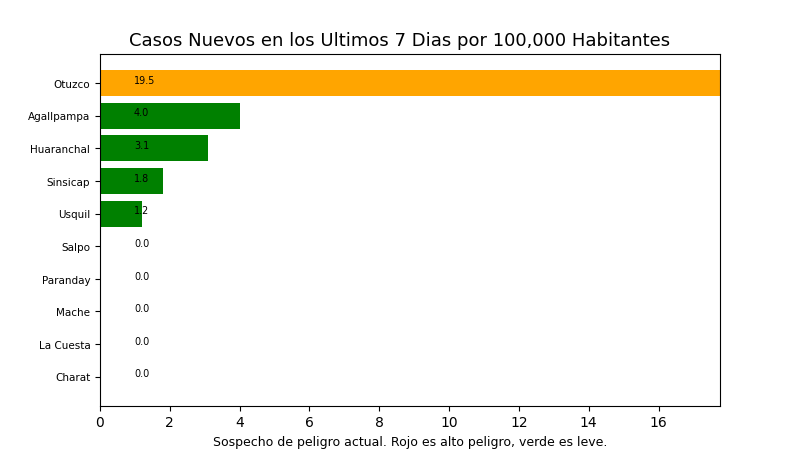 Casos Nuevos en los Ultimos 7 Dias por 100,000 Habitantes
Otuzco 19.5
Agallpampa 4.0
Huaranchal 3.1
Sinsicap 1.8
Usquil 1.2
Salpo 0.0
Paranday 0.0
Mache 0.0
La Cuesta 0.0
Charat 0.0
0 2 4 6 8 10 12 14 16
Sospecho de peligro actual. Rojo es alto peligro, verde es leve.